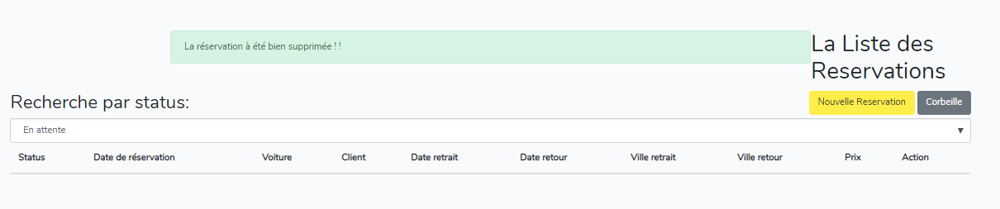 La réservation à été bien supprimée ! !
La Liste des
Reservations
Recherche par status:
Nouvelle Reservation Corbeille
En attente
Status Date de réservation Voiture Client Date retrait Date retour Ville retrait Ville retour Prix Action